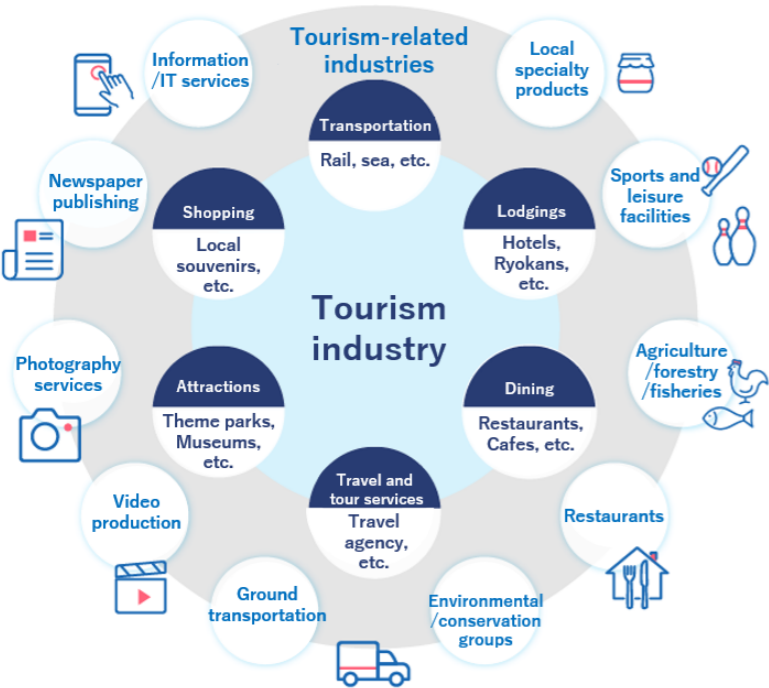 Tourism-related
industries
Information
/IT services
Local
specialty
products
Transportation
Rail, sea, etc.
Newspaper
publishing
Sports and
leisure
facilities
Shopping
Local
souvenirs,
etc.
Lodgings
Hotels,
Ryokans,
etc.
Tourism
industry
Photography
services
Agriculture
/forestry
/fisheries
Attractions
Theme parks,
Museums,
etc.
Dining
Restaurants,
Cafes, etc.
Travel and
tour services
Travel
agency,
etc.
Video
production
Restaurants
Ground
transportation
Environmental
/conservation
groups